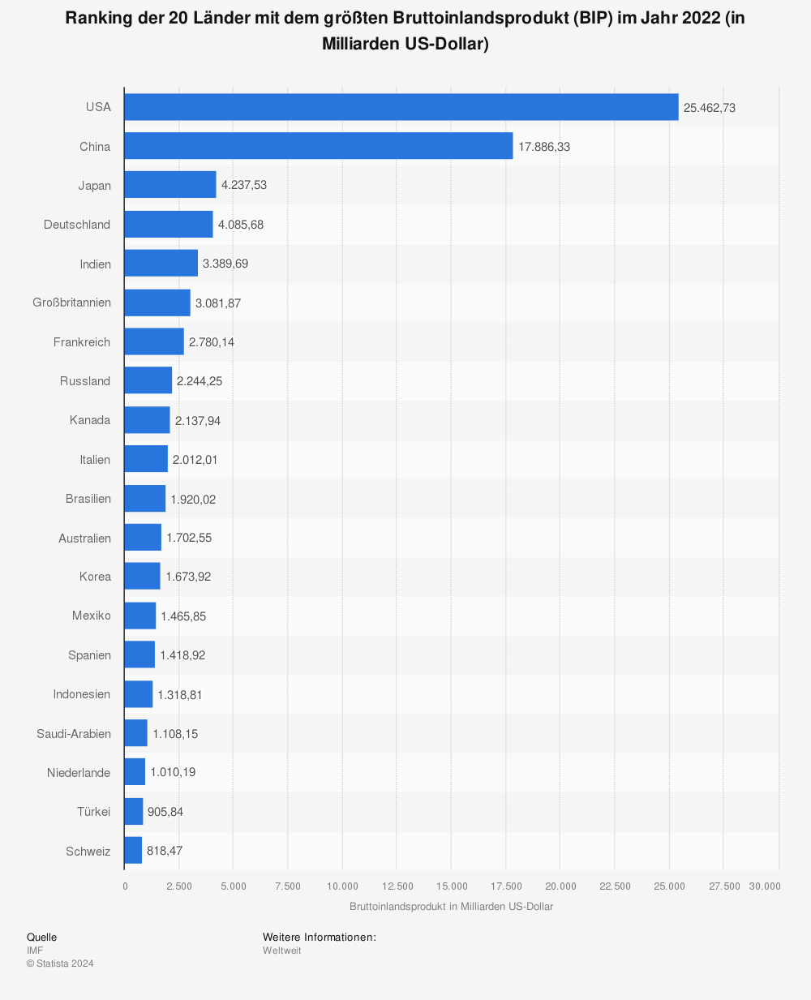 Ranking der 20 Länder mit dem größten Bruttoinlandsprodukt (BIP) im Jahr 2022 (in
Milliarden US-Dollar)
USA 25.462,73
China 17.886,33
Japan 4.237,53
Deutschland 4.085,68
Indien 3.389,69
Großbritannien 3.081,87
Frankreich 2.780,14
Russland 2.244,25
Kanada 2.137,94
Italien 2.012,01
Brasilien 1.920,02
Australien 1.702,55
Korea 1.673,92
Mexiko 1.465,85
Spanien 1.418,92
Indonesien 1.318,81
Saudi-Arabien 1.108,15
Niederlande 1.010,19
Türkei 905,84
Schweiz 818,47
0 2.500 5.000 7.500 10.000 12.500 15.000 17.500 20.000 22.500 25.000 27.500 30.000
Bruttoinlandsprodukt in Milliarden US-Dollar
Quelle
IMF
© Statista 2024
Weitere Informationen:
Weltweit